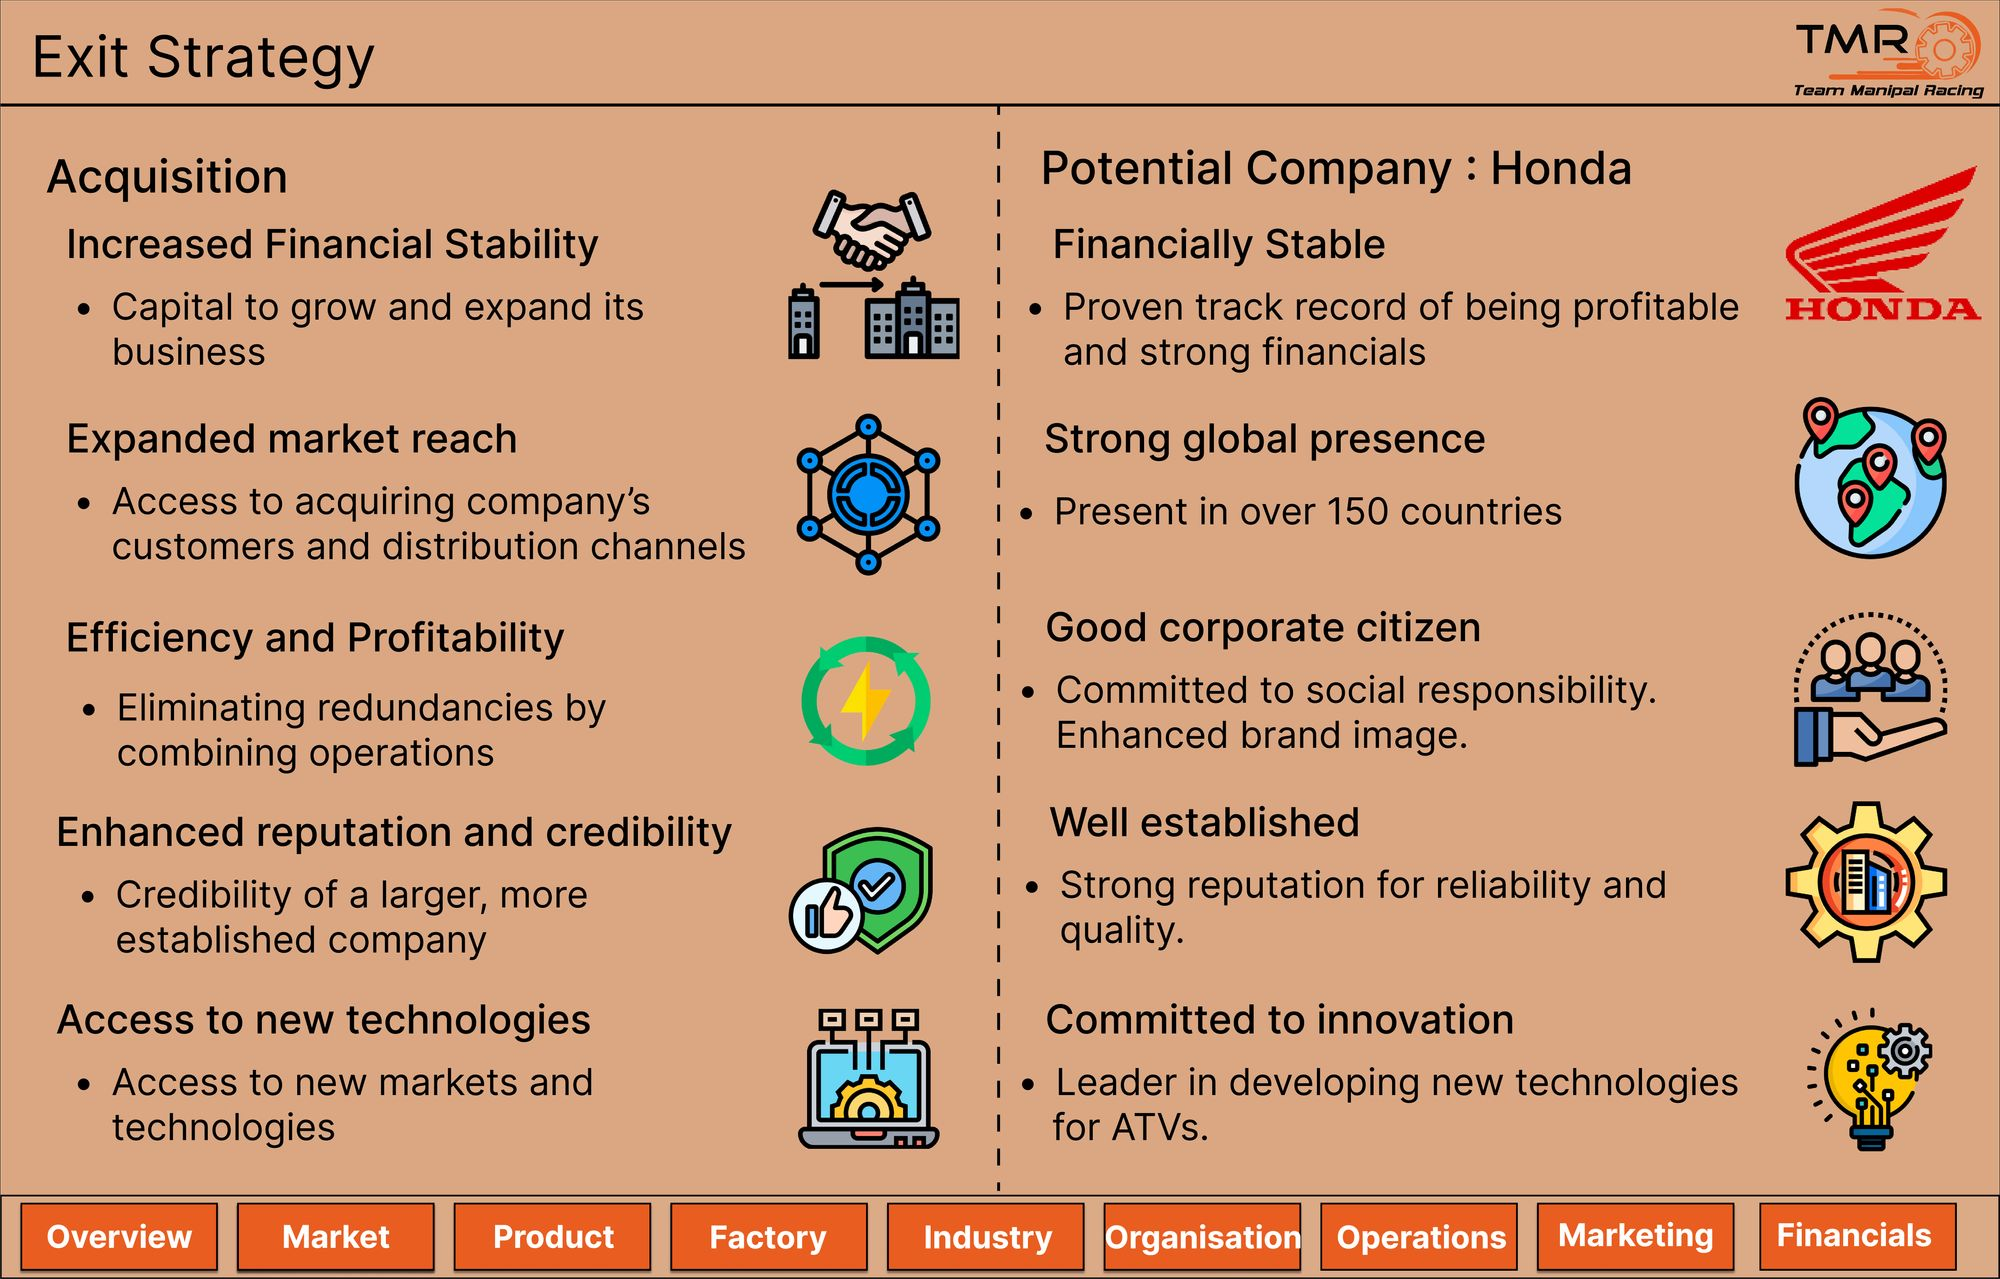 Exit Strategy
TMR
Team Manipal Racing
Acquisition
Increased Financial Stability
• Capital to grow and expand its
business
Expanded market reach
• Access to acquiring company’s
customers and distribution channels
Efficiency and Profitability
• Eliminating redundancies by
combining operations
Enhanced reputation and credibility
• Credibility of a larger, more
established company
Access to new technologies
• Access to new markets and
technologies
Potential Company : Honda
HONDA
Financially Stable
• Proven track record of being profitable
and strong financials
Strong global presence
• Present in over 150 countries
Good corporate citizen
• Committed to social responsibility.
Enhanced brand image.
Well established
• Strong reputation for reliability and
quality.
Committed to innovation
• Leader in developing new technologies
for ATVs.
Overview
Market
Product
Factory
Industry
Organisation
Operations
Marketing
Financials